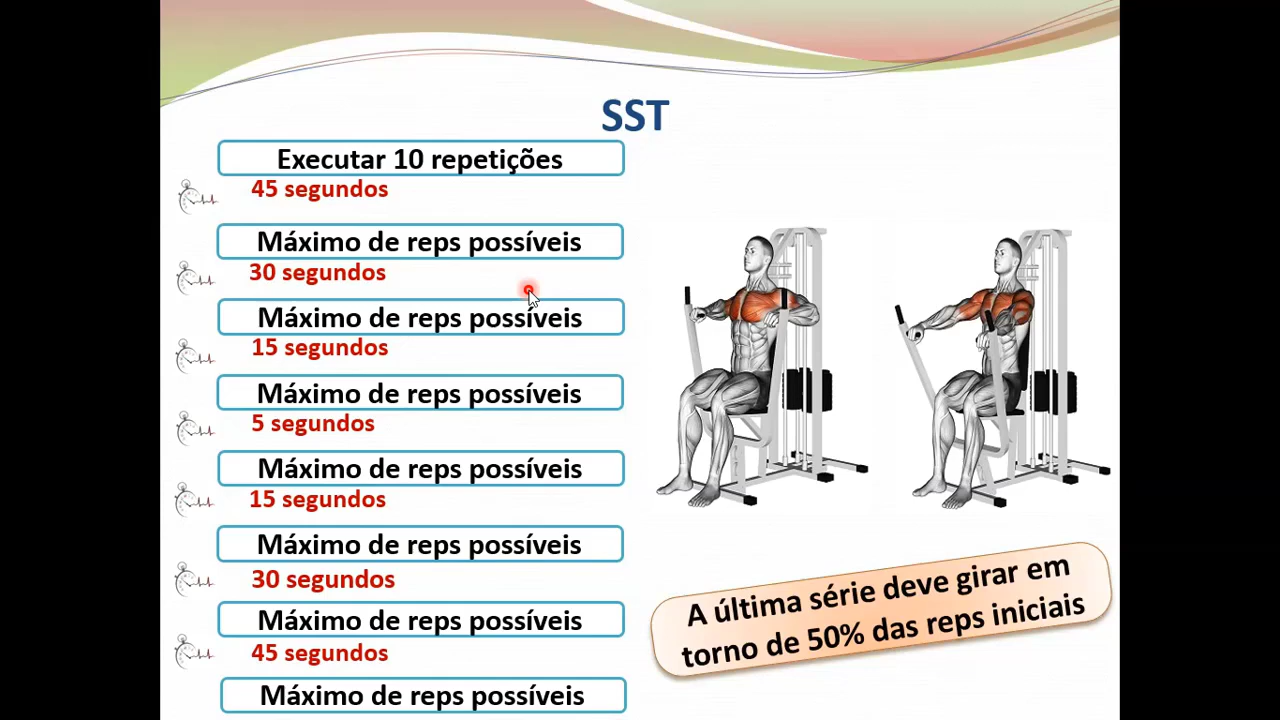 SST
Executar 10 repetições
45 segundos
Máximo de reps possíveis
30 segundos
Máximo de reps possíveis
15 segundos
Máximo de reps possíveis
5 segundos
Máximo de reps possíveis
15 segundos
Máximo de reps possíveis
30 segundos
Máximo de reps possíveis
45 segundos
Máximo de reps possíveis
A última série deve girar em
torno de 50% das reps iniciais